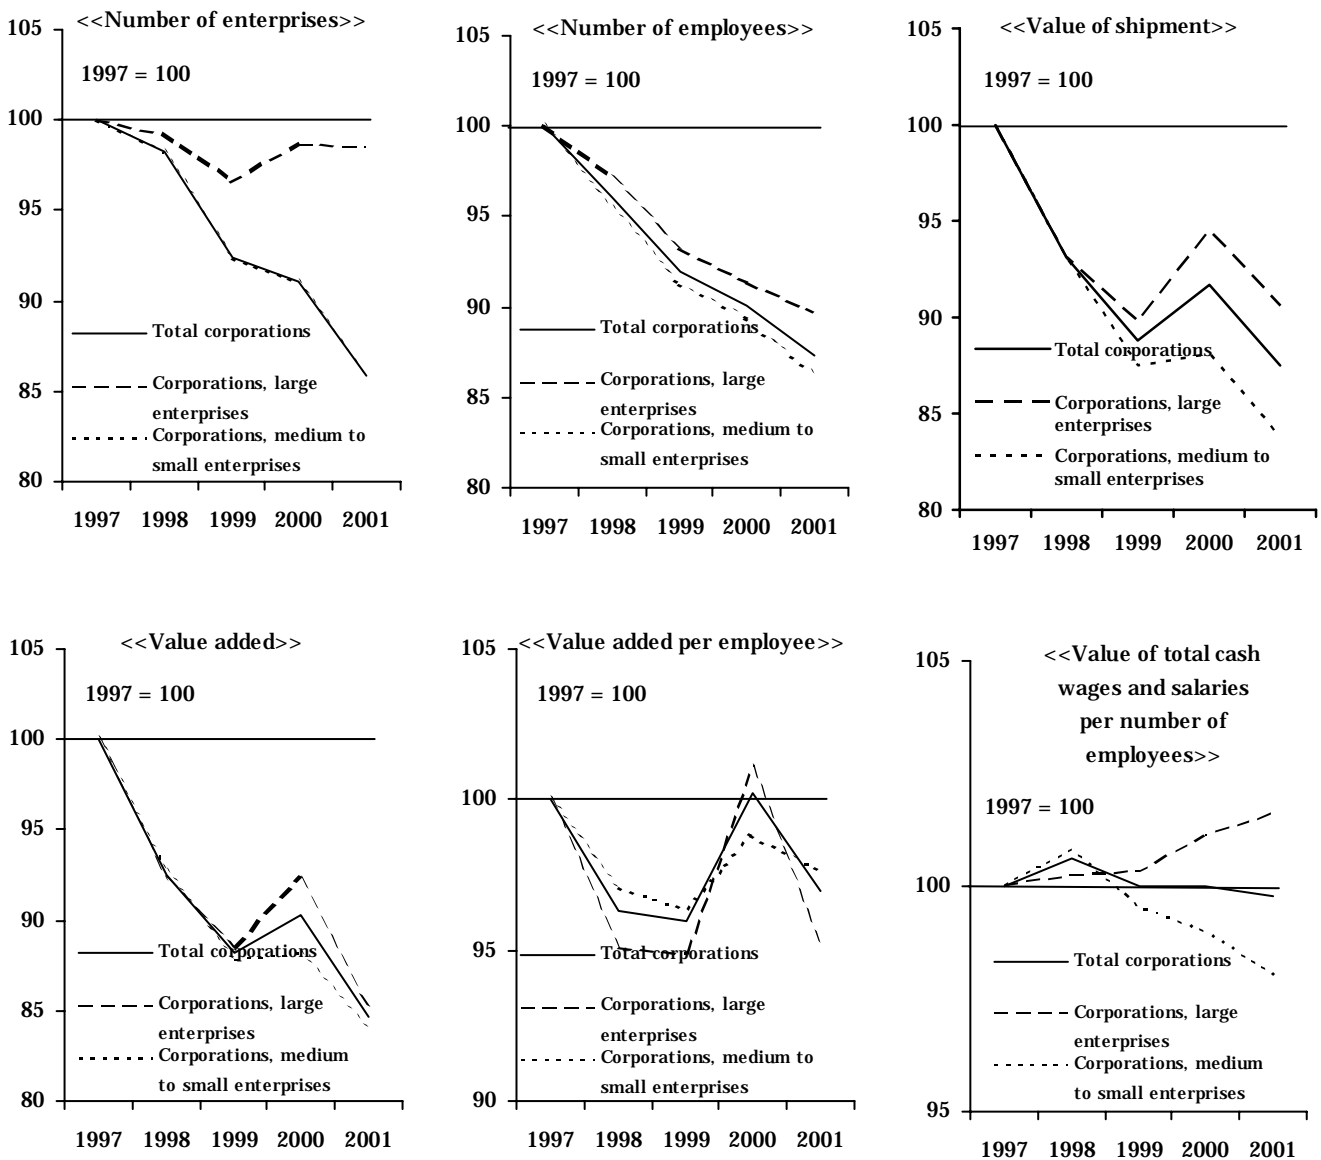 <<Number of enterprises>>
1997 = 100
105
100
95
90
85
80
Total corporations
Corporations, large
enterprises
Corporations, medium to
small enterprises
1997 1998 1999 2000 2001
<<Number of employees>>
1997 = 100
105
100
95
90
85
80
Total corporations
Corporations, large
enterprises
Corporations, medium to
small enterprises
1997 1998 1999 2000 2001
<<Value of shipment>>
1997 = 100
105
100
95
90
85
80
Total corporations
Corporations, large
enterprises
Corporations, medium to
small enterprises
1997 1998 1999 2000 2001
<<Value added>>
1997 = 100
105
100
95
90
85
80
Total corporations
Corporations, large
enterprises
Corporations, medium
to small enterprises
1997 1998 1999 2000 2001
<<Value added per employee>>
1997 = 100
105
100
95
90
Total corporations
Corporations, large
enterprises
Corporations, medium to
small enterprises
1997 1998 1999 2000 2001
<<Value of total cash
wages and salaries
per number of
employees>>
1997 = 100
105
100
95
Total corporations
Corporations, large
enterprises
Corporations, medium
to small enterprises
1997 1998 1999 2000 2001